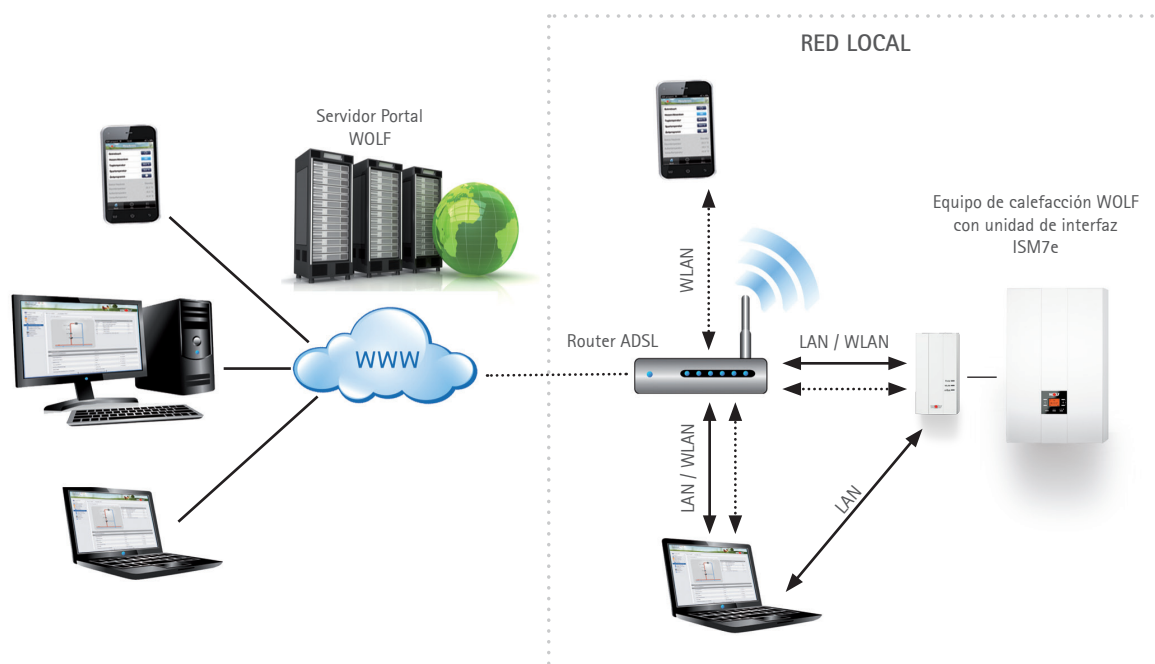 RED LOCAL
Servidor Portal
WOLF
Equipo de calefacción WOLF
con unidad de interfaz
ISM7e
WLAN
Router ADSL
LAN / WLAN
WWW
LAN / WLAN
LAN